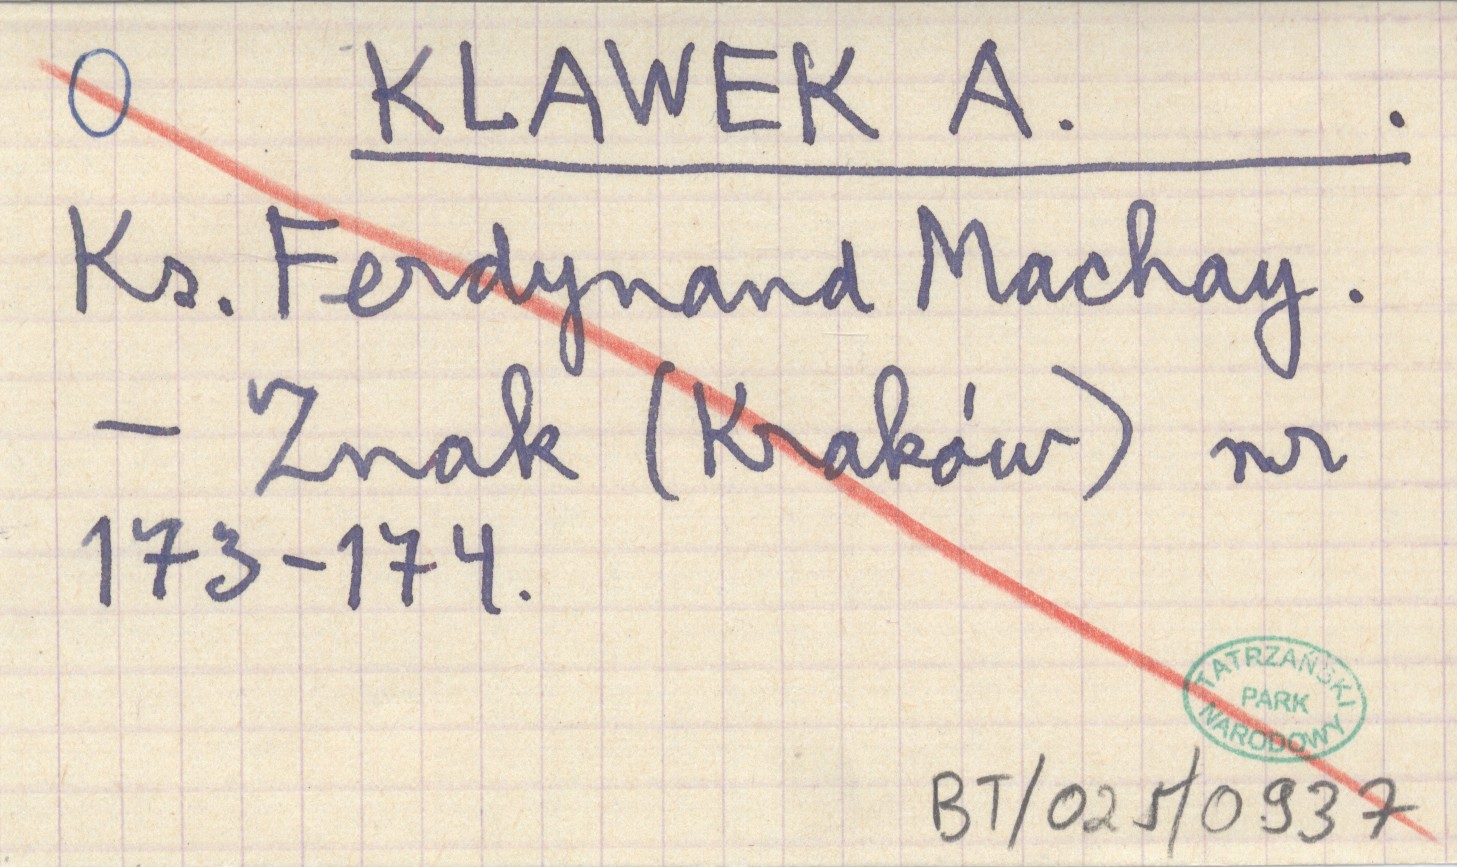 O KLAWEK A. .
Ks. Ferdynand Machay.
– Znak (Kraków) nr
173-174.
TATRZAŃSKI
PARK
NARODOWY
BT/025/0937